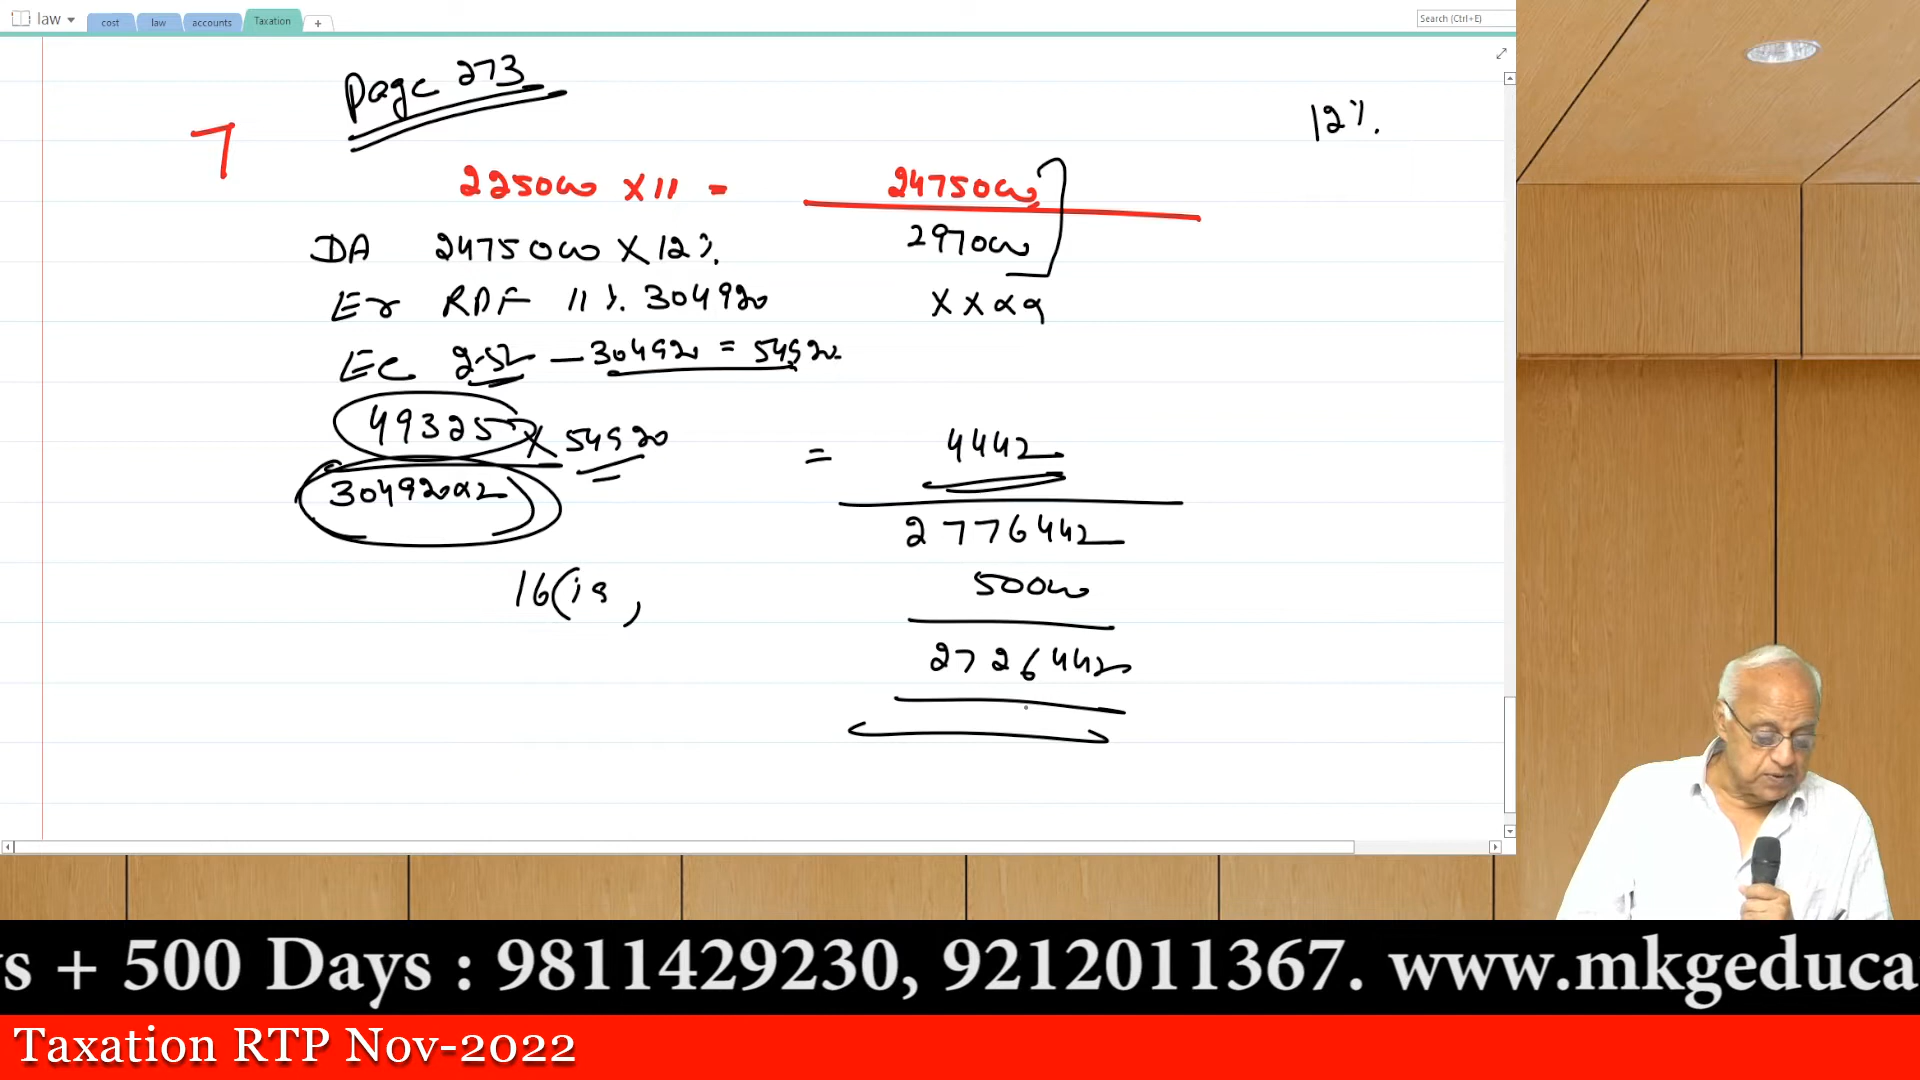 law cost law accounts Taxation +
Search (Ctrl+E)
Page 273
12%.
7
225000 X 11 = 2475000
DA 2475000 X 12%. 297000
Er RPF 11%. 304920 X X X X
Ec 2.5L — 304920 = 54920
49325 X 54920 = 4442
304920 X 2
2776442
16(ia) 50000
2726442
s + 500 Days : 9811429230, 9212011367. www.mkgeduca
Taxation RTP Nov-2022